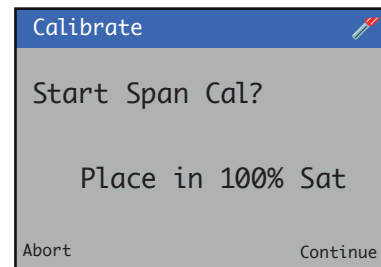 Calibrate
Start Span Cal?
Place in 100% Sat
Abort Continue